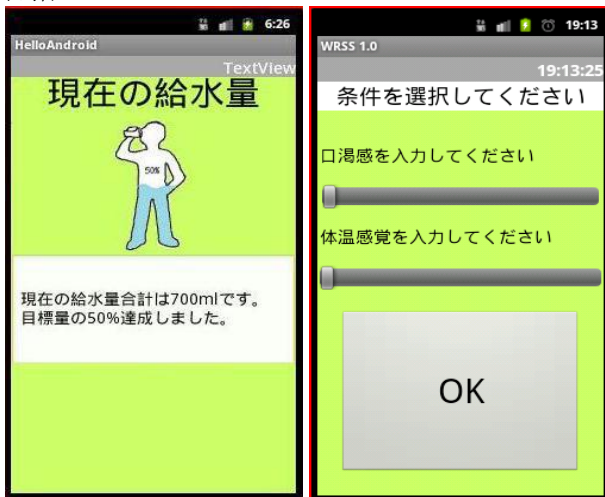 6:26
HelloAndroid
TextView
現在の給水量
50%
現在の給水量合計は700mlです。
目標量の50%達成しました。
19:13
WRSS 1.0
19:13:25
条件を選択してください
口渇感を入力してください
体温感覚を入力してください
OK